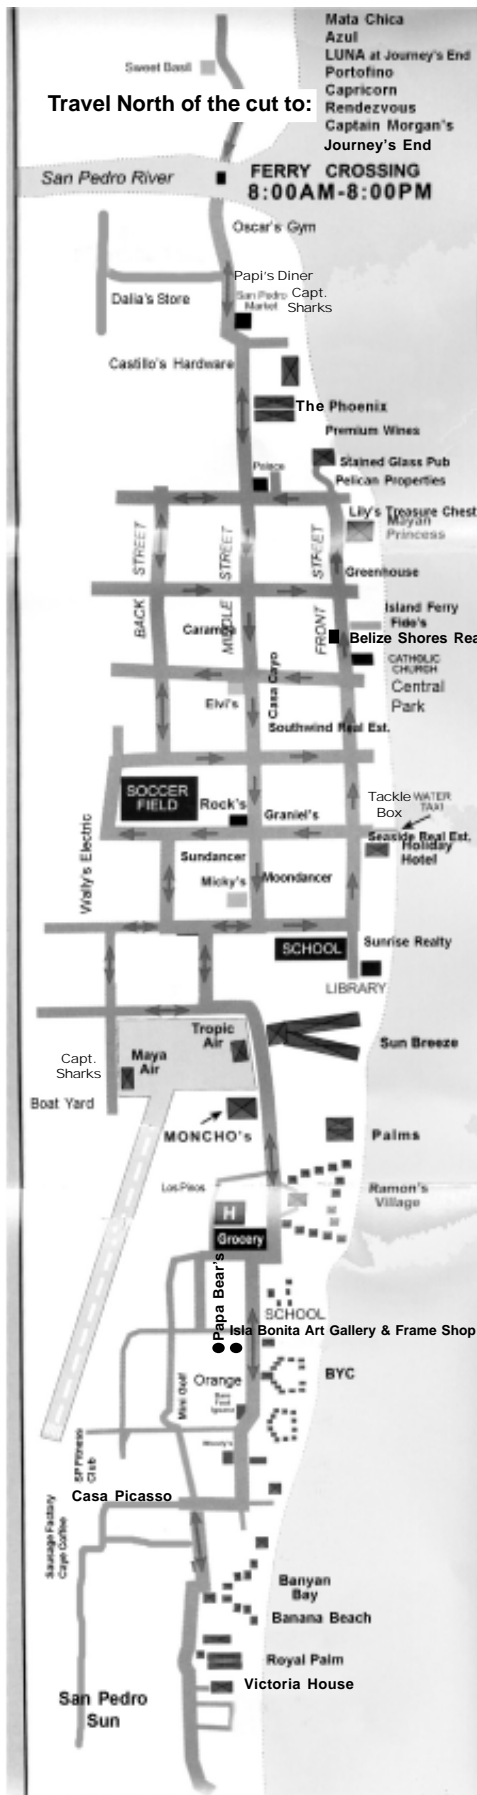 Mata Chica
Azul
LUNA at Journey's End
Portofino
Capricorn
Rendezvous
Captain Morgan's
Journey's End
Sweet Basil
Travel North of the cut to:
San Pedro River
FERRY CROSSING
8:00AM-8:00PM
Oscar's Gym
Papi's Diner
Dalia's Store
San Pedro
Market
Capt.
Sharks
Castillo's Hardware
The Phoenix
Premium Wines
Stained Glass Pub
Palace
Pelican Properties
Lily's Treasure Chest
Mayan
Princess
BACK STREET
MIDDLE STREET
FRONT STREET
Greenhouse
Island Ferry
Fido's
Caramba
Belize Shores Rea
CATHOLIC
CHURCH
Central
Park
Casa Cayo
Elvi's
Southwind Real Est.
SOCCER
FIELD
Rock's
Graniel's
Tackle
Box
WATER
TAXI
Wally's Electric
Seaside Real Est.
Holiday
Hotel
Sundancer
Micky's
Moondancer
SCHOOL
Sunrise Realty
LIBRARY
Tropic
Air
Maya
Air
Capt.
Sharks
Sun Breeze
Boat Yard
MONCHO's
Palms
Los Pinos
Ramon's
Village
H
Grocery
Papa Bear's
SCHOOL
Isla Bonita Art Gallery & Frame Shop
BYC
Orange
Mini Golf
Woody's
SP Fitness
Club
Casa Picasso
Sausage Factory
Caye Coffee
Banyan
Bay
Banana Beach
Royal Palm
Victoria House
San Pedro
Sun